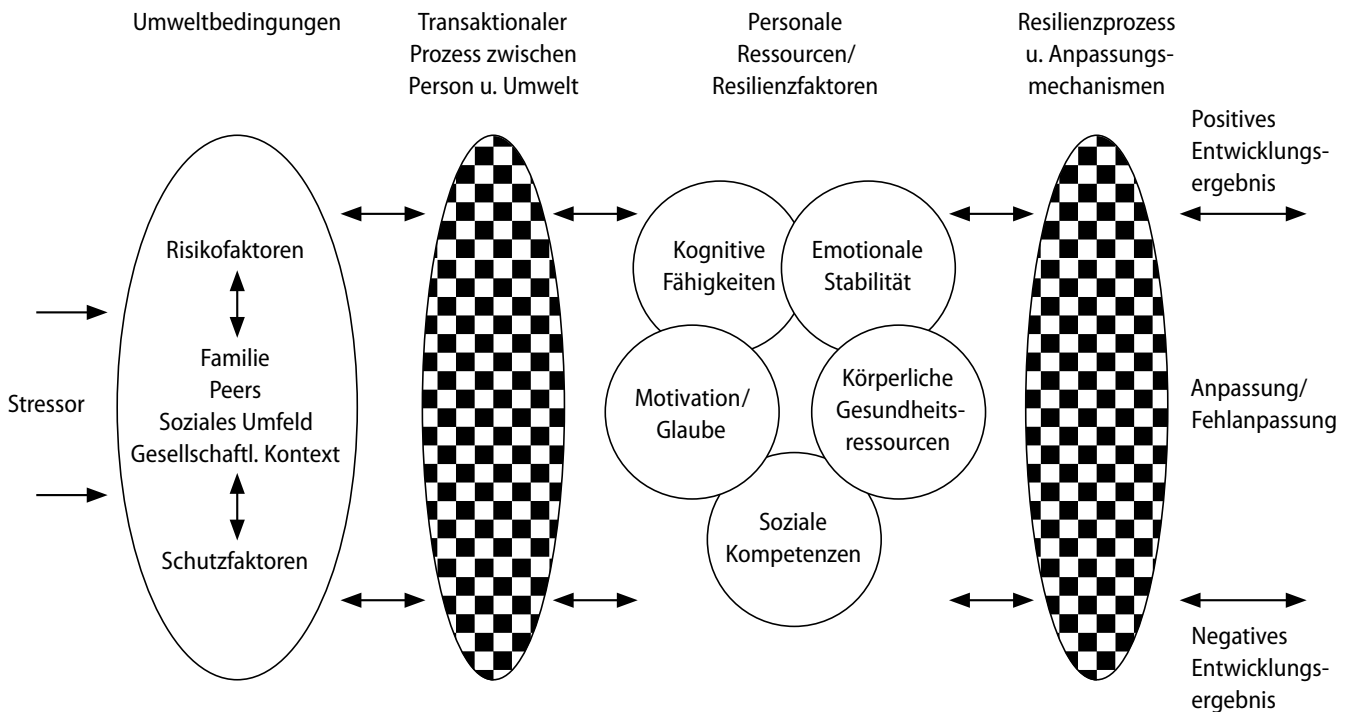 Umweltbedingungen
Transaktionaler
Prozess zwischen
Person u. Umwelt
Personale
Ressourcen/
Resilienzfaktoren
Resilienzprozess
u. Anpassungs-
mechanismen
Stressor
Risikofaktoren
Familie
Peers
Soziales Umfeld
Gesellschaftl. Kontext
Schutzfaktoren
Kognitive
Fähigkeiten
Emotionale
Stabilität
Motivation/
Glaube
Körperliche
Gesundheits-
ressourcen
Soziale
Kompetenzen
Positives
Entwicklungs-
ergebnis
Anpassung/
Fehlanpassung
Negatives
Entwicklungs-
ergebnis